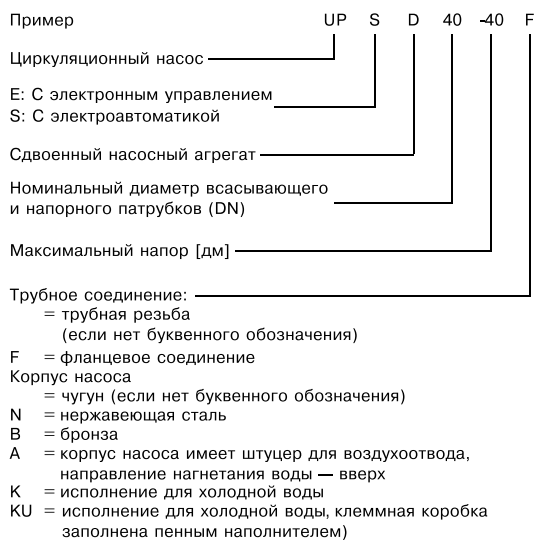 Пример UP S D 40 -40 F
Циркуляционный насос
E: С электронным управлением
S: С электроавтоматикой
Сдвоенный насосный агрегат
Номинальный диаметр всасывающего
и напорного патрубков (DN)
Максимальный напор [дм]
Трубное соединение:
= трубная резьба
(если нет буквенного обозначения)
F = фланцевое соединение
Корпус насоса
= чугун (если нет буквенного обозначения)
N = нержавеющая сталь
B = бронза
A = корпус насоса имеет штуцер для воздухоотвода,
направление нагнетания воды — вверх
K = исполнение для холодной воды
KU = исполнение для холодной воды, клеммная коробка
заполнена пенным наполнителем)